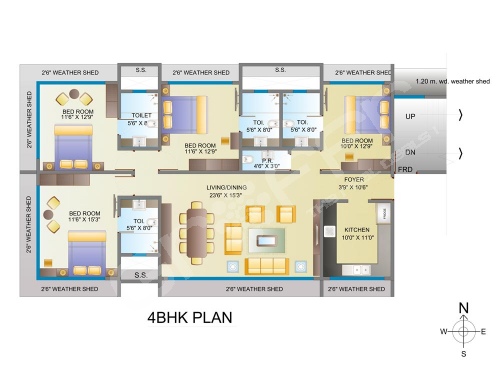 S.S.
S.S.
2'6" WEATHER SHED
2'6" WEATHER SHED
2'6" WEATHER SHED
1.20 m. wd. weather shed
2'6" WEATHER SHED
BED ROOM
11'6" X 12'9"
TOILET
5'6" X 8'
BED ROOM
11'6" X 12'9"
TOI.
5'6" X 8'0"
TOI.
5'6" X 8'0"
BED ROOM
10'0" X 12'9"
UP
DN
P.R.
4'6" X 3'0"
FRD
LIVING/DINING
23'6" X 15'3"
FOYER
3'9" X 10'6"
BED ROOM
11'6" X 15'3"
TOI.
5'6" X 8'0"
KITCHEN
10'0" X 11'0"
2'6" WEATHER SHED
S.S.
2'6" WEATHER SHED
2'6" WEATHER SHED
2'6" WEATHER SHED
4BHK PLAN
N
W
E
S